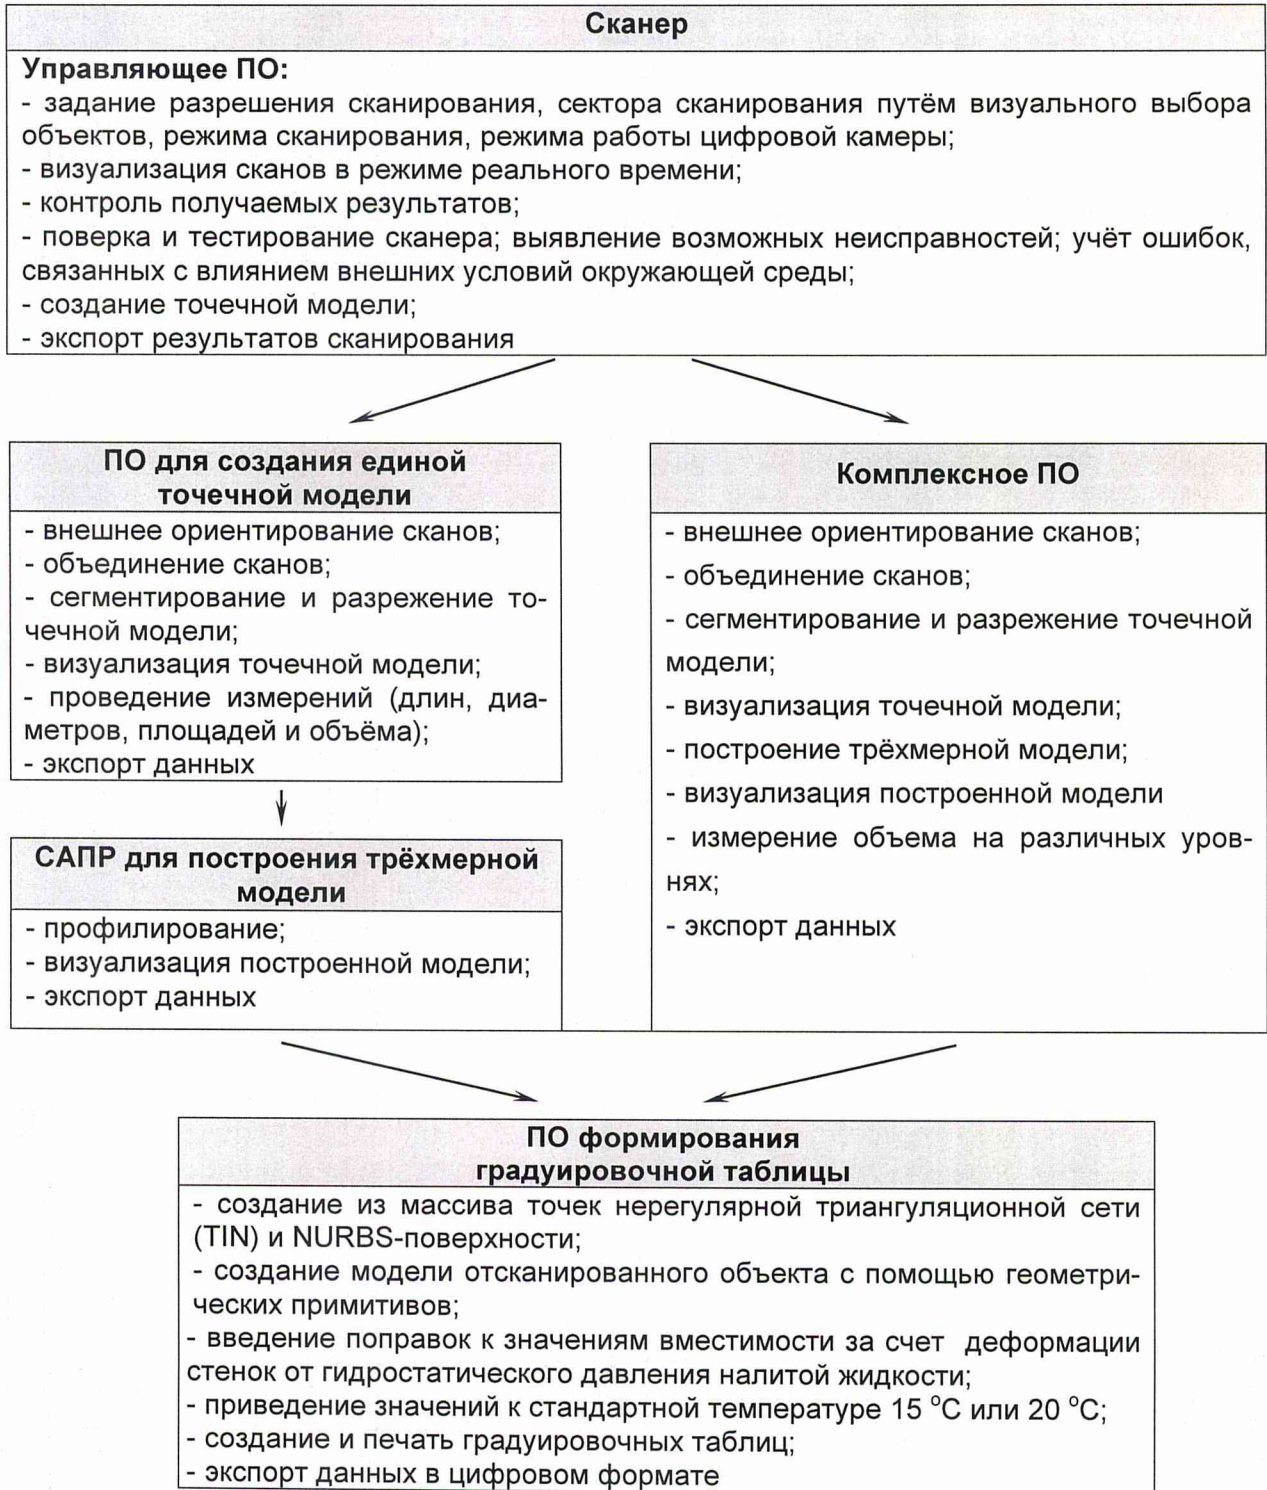 Сканер
Управляющее ПО:
- задание разрешения сканирования, сектора сканирования путём визуального выбора
объектов, режима сканирования, режима работы цифровой камеры;
- визуализация сканов в режиме реального времени;
- контроль получаемых результатов;
- поверка и тестирование сканера; выявление возможных неисправностей; учёт ошибок,
связанных с влиянием внешних условий окружающей среды;
- создание точечной модели;
- экспорт результатов сканирования
ПО для создания единой
точечной модели
- внешнее ориентирование сканов;
- объединение сканов;
- сегментирование и разрежение то-
чечной модели;
- визуализация точечной модели;
- проведение измерений (длин, диа-
метров, площадей и объёма);
- экспорт данных
САПР для построения трёхмерной
модели
- профилирование;
- визуализация построенной модели;
- экспорт данных
Комплексное ПО
- внешнее ориентирование сканов;
- объединение сканов;
- сегментирование и разрежение точечной
модели;
- визуализация точечной модели;
- построение трёхмерной модели;
- визуализация построенной модели
- измерение объема на различных уров-
нях;
- экспорт данных
ПО формирования
градуировочной таблицы
- создание из массива точек нерегулярной триангуляционной сети
(TIN) и NURBS-поверхности;
- создание модели отсканированного объекта с помощью геометри-
ческих примитивов;
- введение поправок к значениям вместимости за счет деформации
стенок от гидростатического давления налитой жидкости;
- приведение значений к стандартной температуре 15 °С или 20 °С;
- создание и печать градуировочных таблиц;
- экспорт данных в цифровом формате